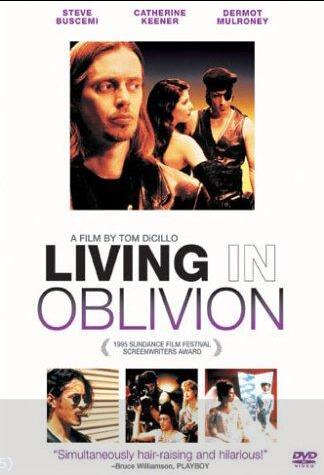 STEVE BUSCEMI
CATHERINE KEENER
DERMOT MULRONEY
A FILM BY TOM DiCILLO
LIVING IN
OBLIVION
1995 SUNDANCE FILM FESTIVAL
SCREENWRITERS AWARD
5)
"Simultaneously hair-raising and hilarious!"
–Bruce Williamson, PLAYBOY
DVD
VIDEO